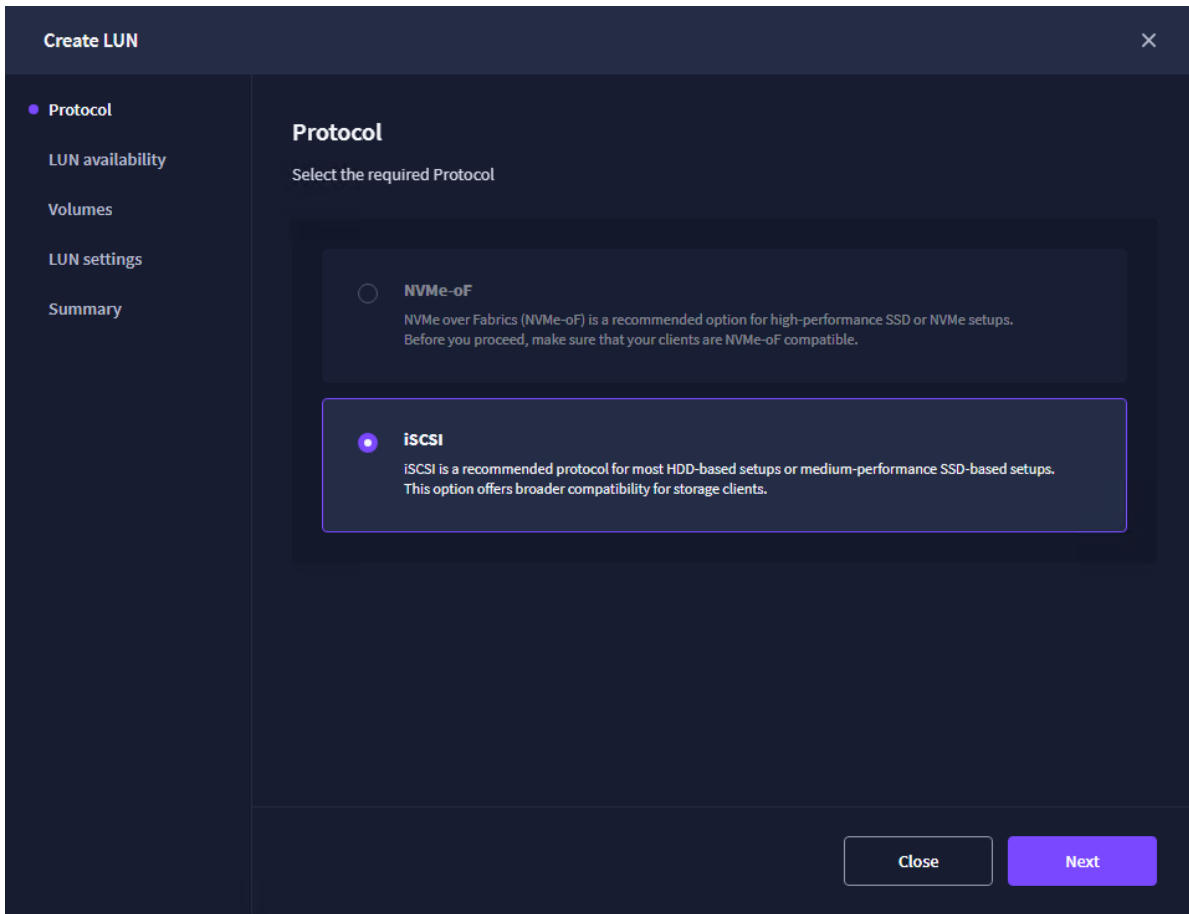 Create LUN
Protocol
LUN availability
Volumes
LUN settings
Summary
Protocol
Select the required Protocol
NVMe-oF
NVMe over Fabrics (NVMe-oF) is a recommended option for high-performance SSD or NVMe setups.
Before you proceed, make sure that your clients are NVMe-oF compatible.
iSCSI
iSCSI is a recommended protocol for most HDD-based setups or medium-performance SSD-based setups.
This option offers broader compatibility for storage clients.
Close
Next